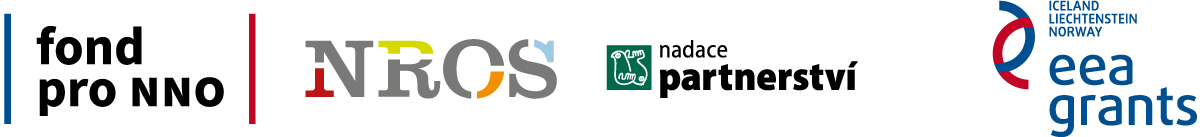 fond
pro NNO
NROS
nadace
partnerství
ICELAND
LIECHTENSTEIN
NORWAY
eea
grants